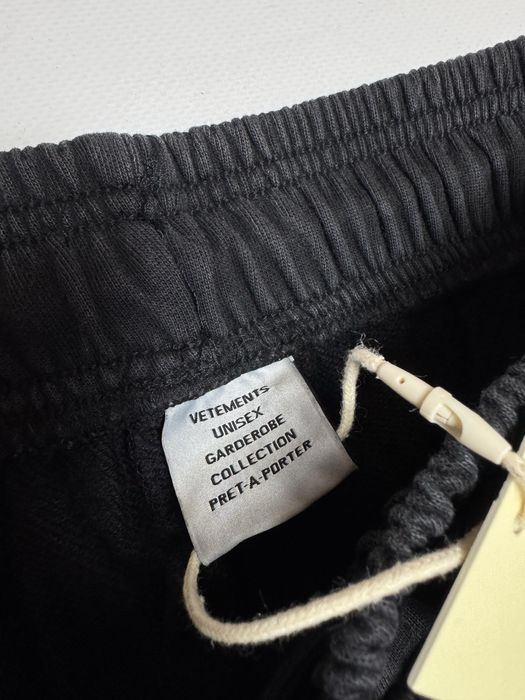 VETEMENTS
UNISEX
GARDEROBE
COLLECTION
PRET-A-PORTER